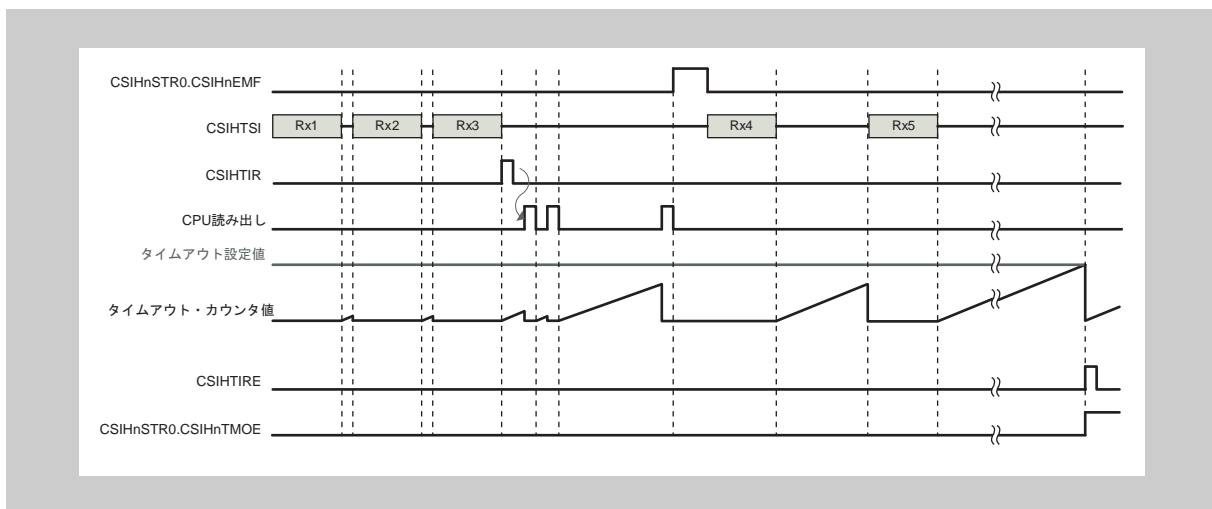 CSIHnSTR0.CSIHnEMF
CSIHTSI Rx1 Rx2 Rx3 Rx4 Rx5
CSIHTIR
CPU読み出し
タイムアウト設定値
タイムアウト・カウンタ値
CSIHTIRE
CSIHnSTR0.CSIHnTMOE